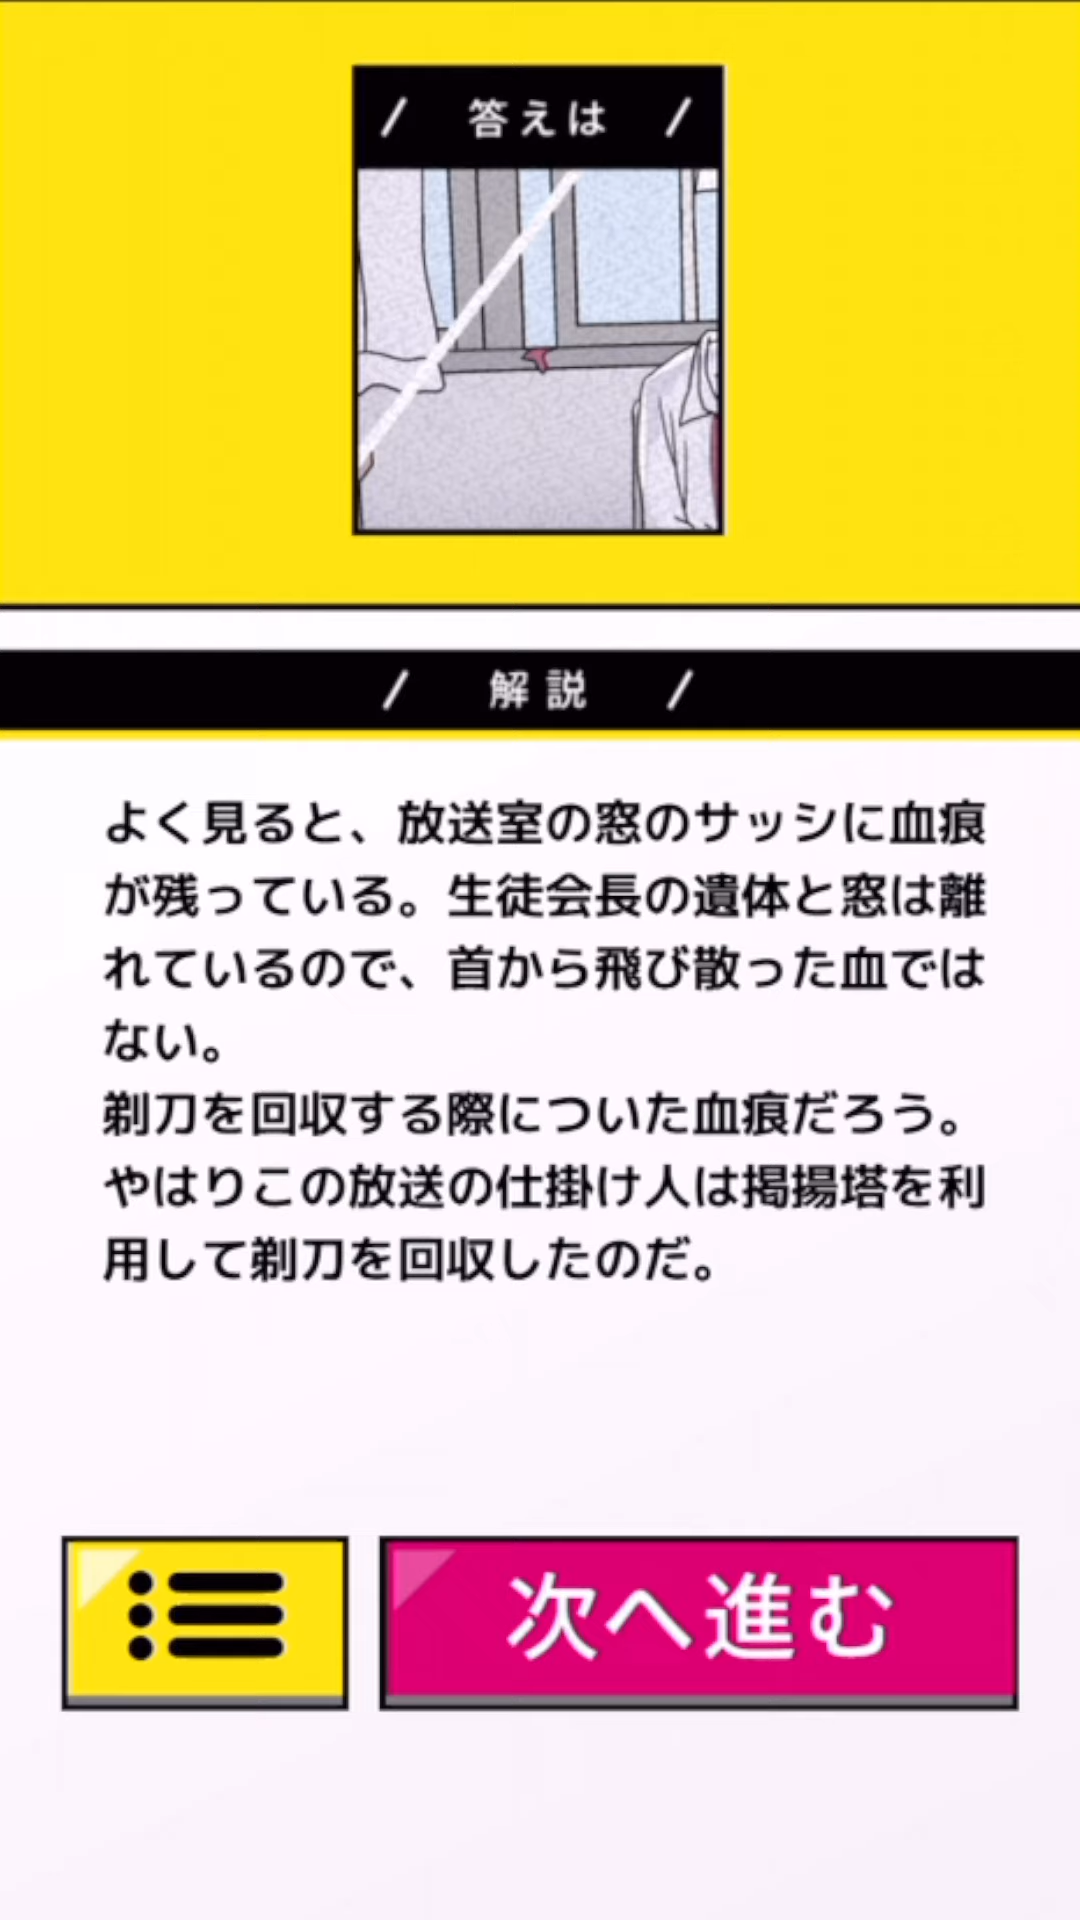 答えは
解説
よく見ると、放送室の窓のサッシに血痕
が残っている。生徒会長の遺体と窓は離
れているので、首から飛び散った血では
ない。
剃刀を回収する際についた血痕だろう。
やはりこの放送の仕掛け人は掲揚塔を利
用して剃刀を回収したのだ。
次へ進む